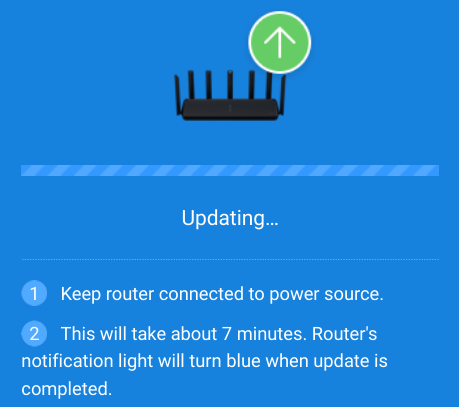 Updating...
1 Keep router connected to power source.
2 This will take about 7 minutes. Router's
notification light will turn blue when update is
completed.